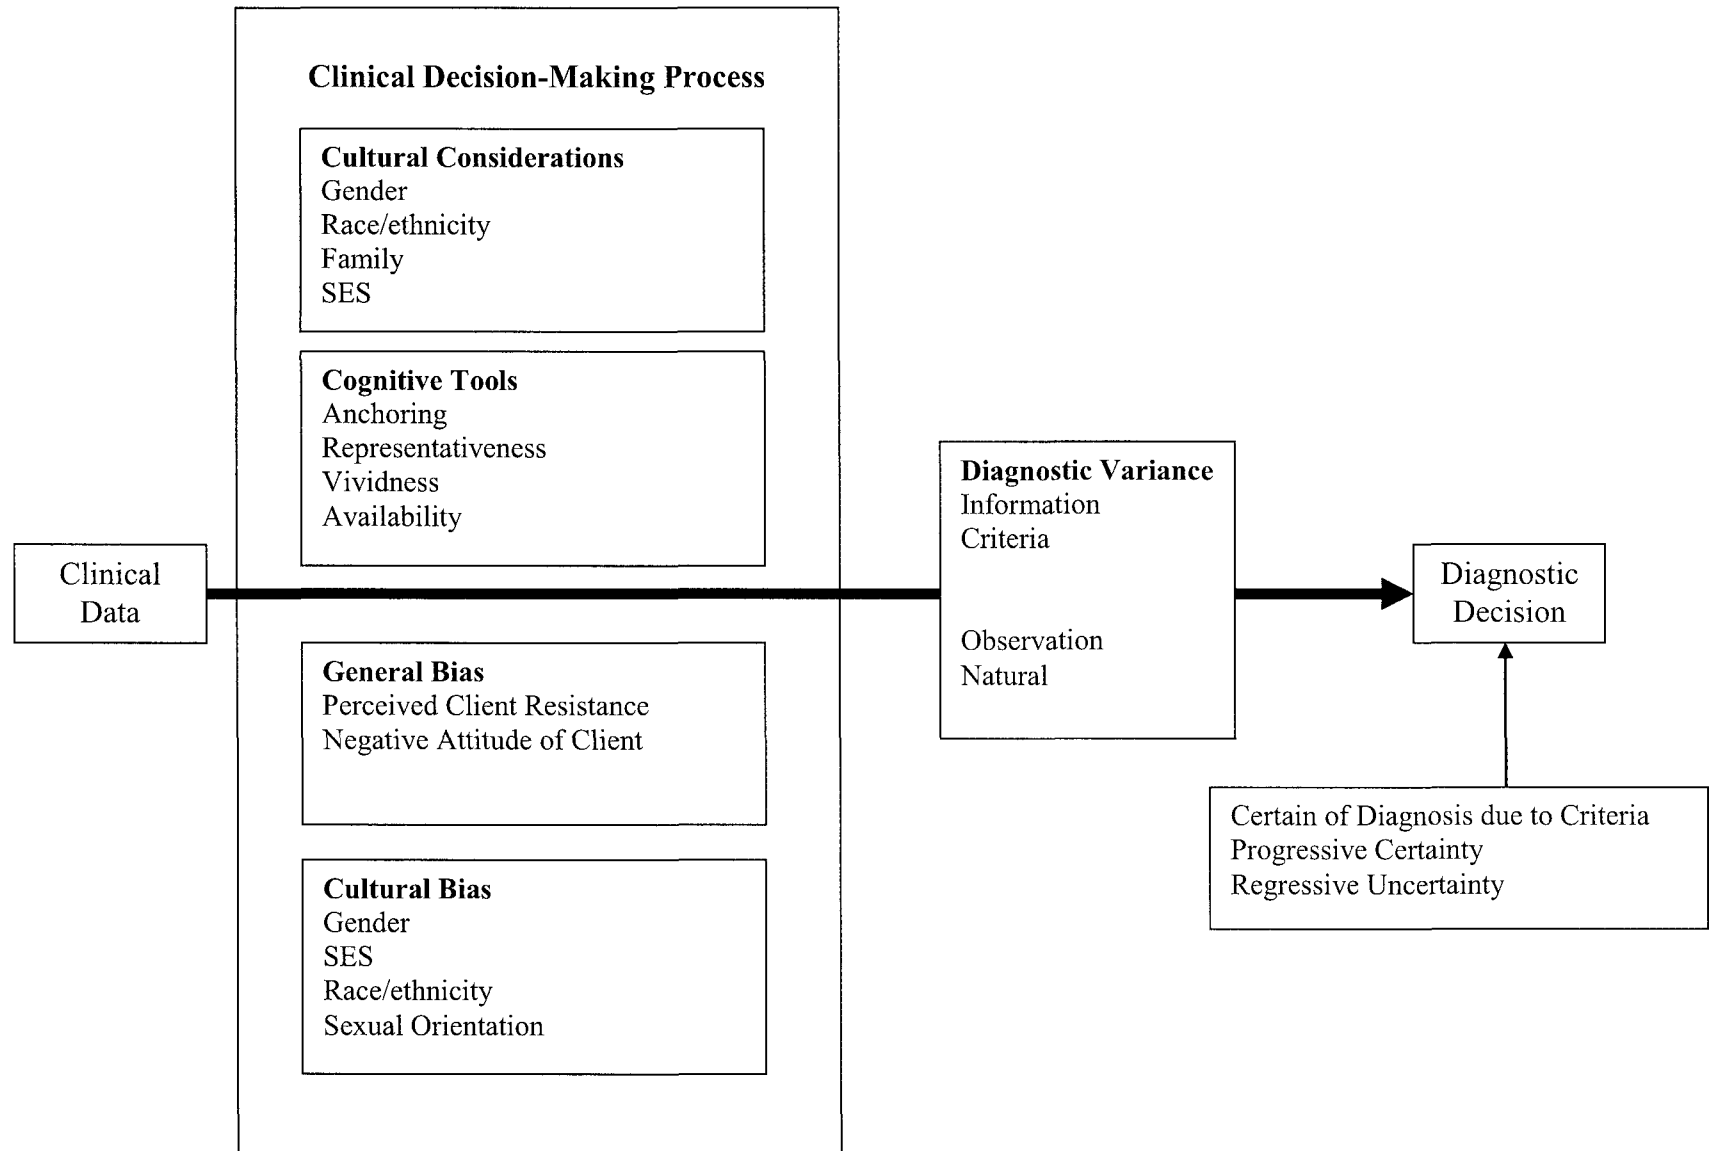 Clinical Decision-Making Process
Cultural Considerations
Gender
Race/ethnicity
Family
SES
Cognitive Tools
Anchoring
Representativeness
Vividness
Availability
Clinical
Data
General Bias
Perceived Client Resistance
Negative Attitude of Client
Cultural Bias
Gender
SES
Race/ethnicity
Sexual Orientation
Diagnostic Variance
Information
Criteria
Observation
Natural
Diagnostic
Decision
Certain of Diagnosis due to Criteria
Progressive Certainty
Regressive Uncertainty